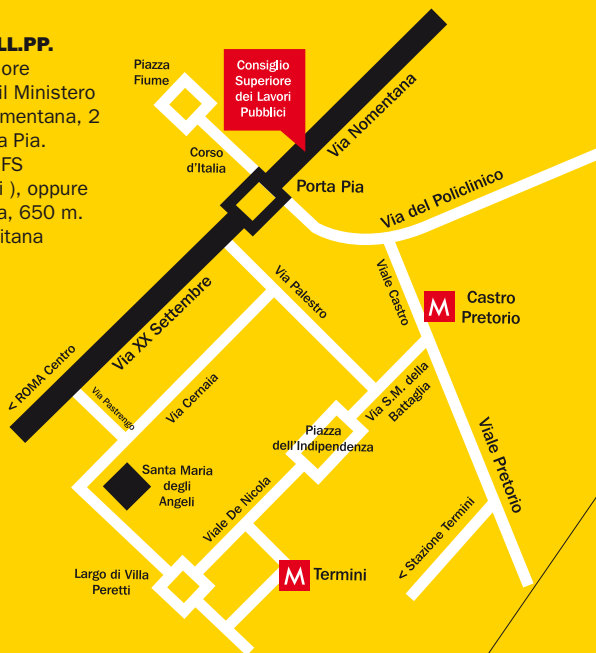 LL.PP.
ore
il Ministero
mentana, 2
a Pia.
FS
i ), oppure
a, 650 m.
itana
Piazza
Fiume
Consiglio
Superiore
dei Lavori
Pubblici
Via Nomentana
Corso
d'Italia
Porta Pia
Via del Policlinico
Via Palestro
Viale Castro
M
Castro
Pretorio
Via XX Settembre
< ROMA Centro
Via Pastrengo
Via Cernaia
Via S.M. della
Battaglia
Piazza
dell'Indipendenza
Viale Pretorio
Santa Maria
degli
Angeli
Viale De Nicola
< Stazione Termini
Largo di Villa
Peretti
M
Termini